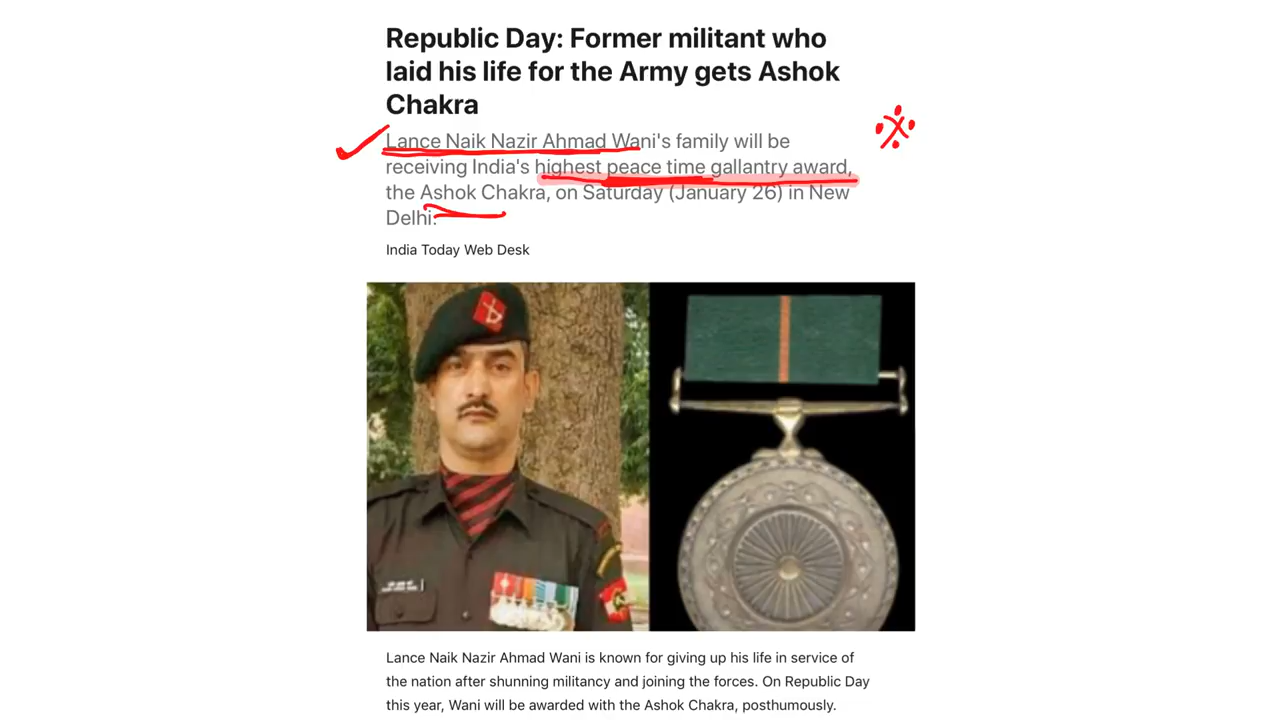 Republic Day: Former militant who
laid his life for the Army gets Ashok
Chakra
Lance Naik Nazir Ahmad Wani's family will be
receiving India's highest peace time gallantry award,
the Ashok Chakra, on Saturday (January 26) in New
Delhi.
India Today Web Desk
Lance Naik Nazir Ahmad Wani is known for giving up his life in service of
the nation after shunning militancy and joining the forces. On Republic Day
this year, Wani will be awarded with the Ashok Chakra, posthumously.